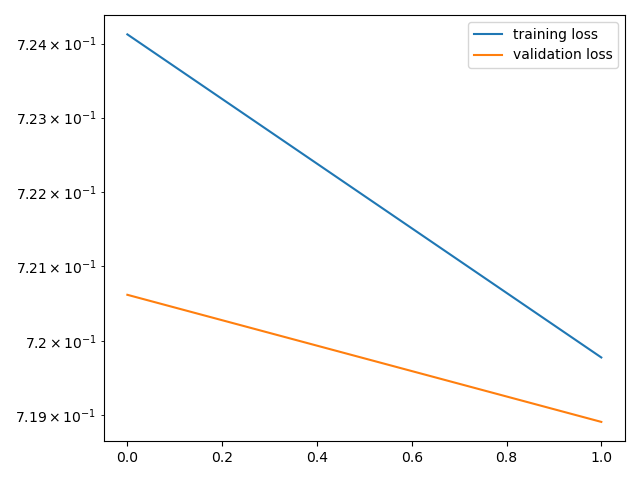 training loss
validation loss
7.24 × 10⁻¹
7.23 × 10⁻¹
7.22 × 10⁻¹
7.21 × 10⁻¹
7.2 × 10⁻¹
7.19 × 10⁻¹
0.0 0.2 0.4 0.6 0.8 1.0